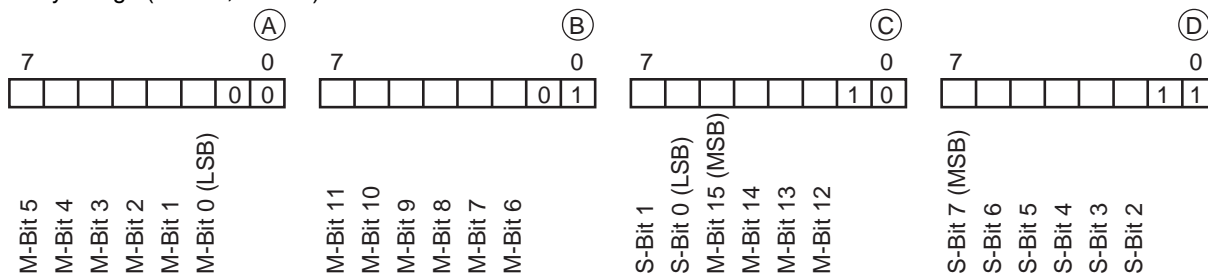 A B C D
7 0 7 0 7 0 7 0
0 0 0 1 1 0 1 1
M-Bit 5
M-Bit 4
M-Bit 3
M-Bit 2
M-Bit 1
M-Bit 0 (LSB)
M-Bit 11
M-Bit 10
M-Bit 9
M-Bit 8
M-Bit 7
M-Bit 6
S-Bit 1
S-Bit 0 (LSB)
M-Bit 15 (MSB)
M-Bit 14
M-Bit 13
M-Bit 12
S-Bit 7 (MSB)
S-Bit 6
S-Bit 5
S-Bit 4
S-Bit 3
S-Bit 2